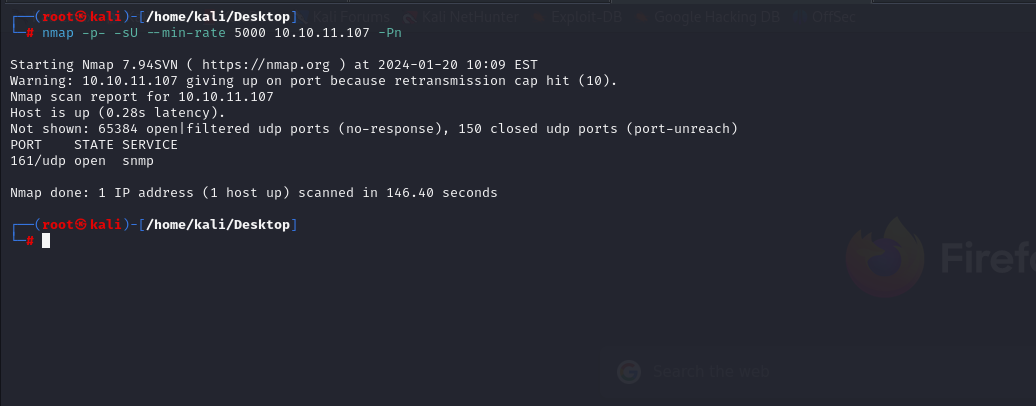 Kali Forums Kali NetHunter Exploit-DB Google Hacking DB OffSec
┌──(root㉿kali)-[/home/kali/Desktop]
└─# nmap -p- -sU --min-rate 5000 10.10.11.107 -Pn
Starting Nmap 7.94SVN ( https://nmap.org ) at 2024-01-20 10:09 EST
Warning: 10.10.11.107 giving up on port because retransmission cap hit (10).
Nmap scan report for 10.10.11.107
Host is up (0.28s latency).
Not shown: 65384 open|filtered udp ports (no-response), 150 closed udp ports (port-unreach)
PORT    STATE SERVICE
161/udp open  snmp
Nmap done: 1 IP address (1 host up) scanned in 146.40 seconds
┌──(root㉿kali)-[/home/kali/Desktop]
└─#
Search the web